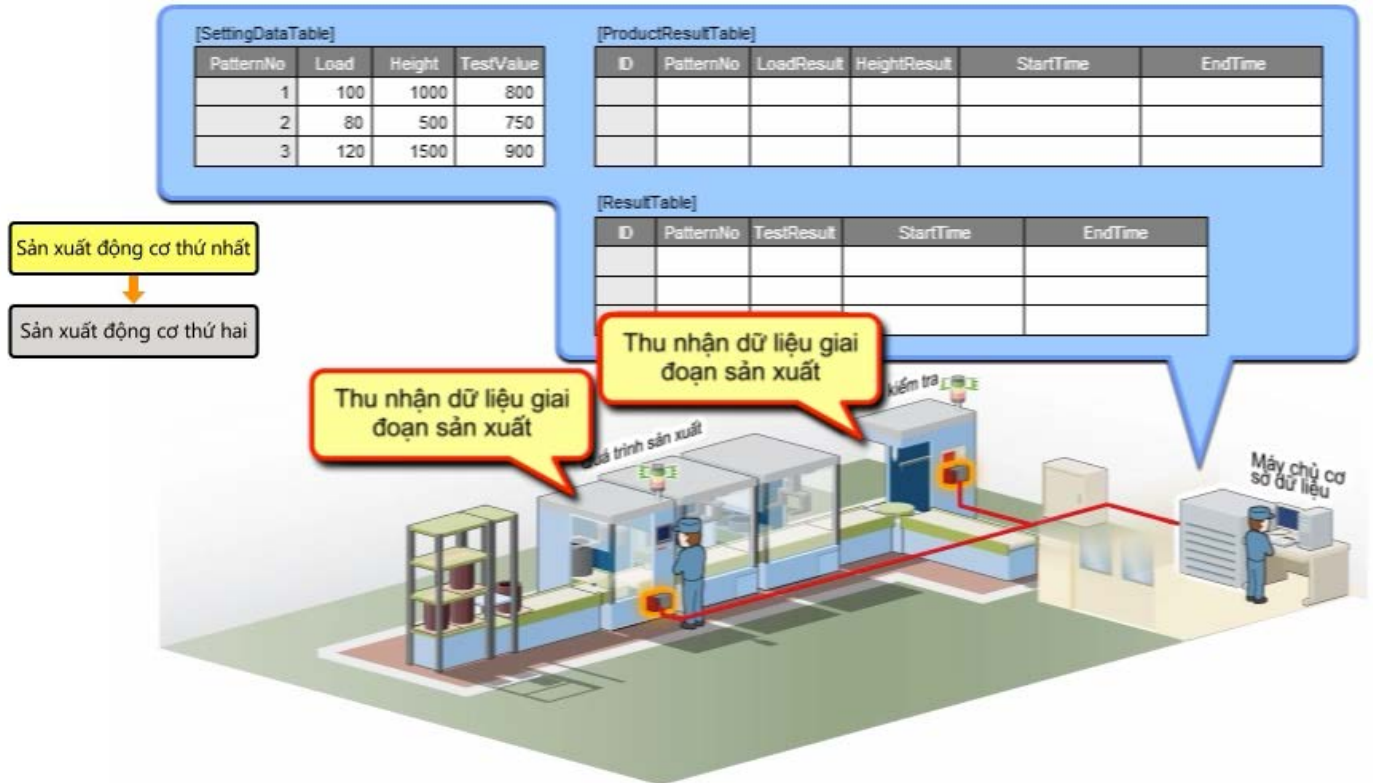 [SettingDataTable]
PatternNo Load Height TestValue
1 100 1000 800
2 80 500 750
3 120 1500 900
[ProductResultTable]
ID PatternNo LoadResult HeightResult StartTime EndTime
[ResultTable]
ID PatternNo TestResult StartTime EndTime
Sản xuất động cơ thứ nhất
Sản xuất động cơ thứ hai
Thu nhận dữ liệu giai
đoạn sản xuất
Thu nhận dữ liệu giai
đoạn sản xuất
trình sản xuất
kiểm tra
Máy chủ cơ
sở dữ liệu